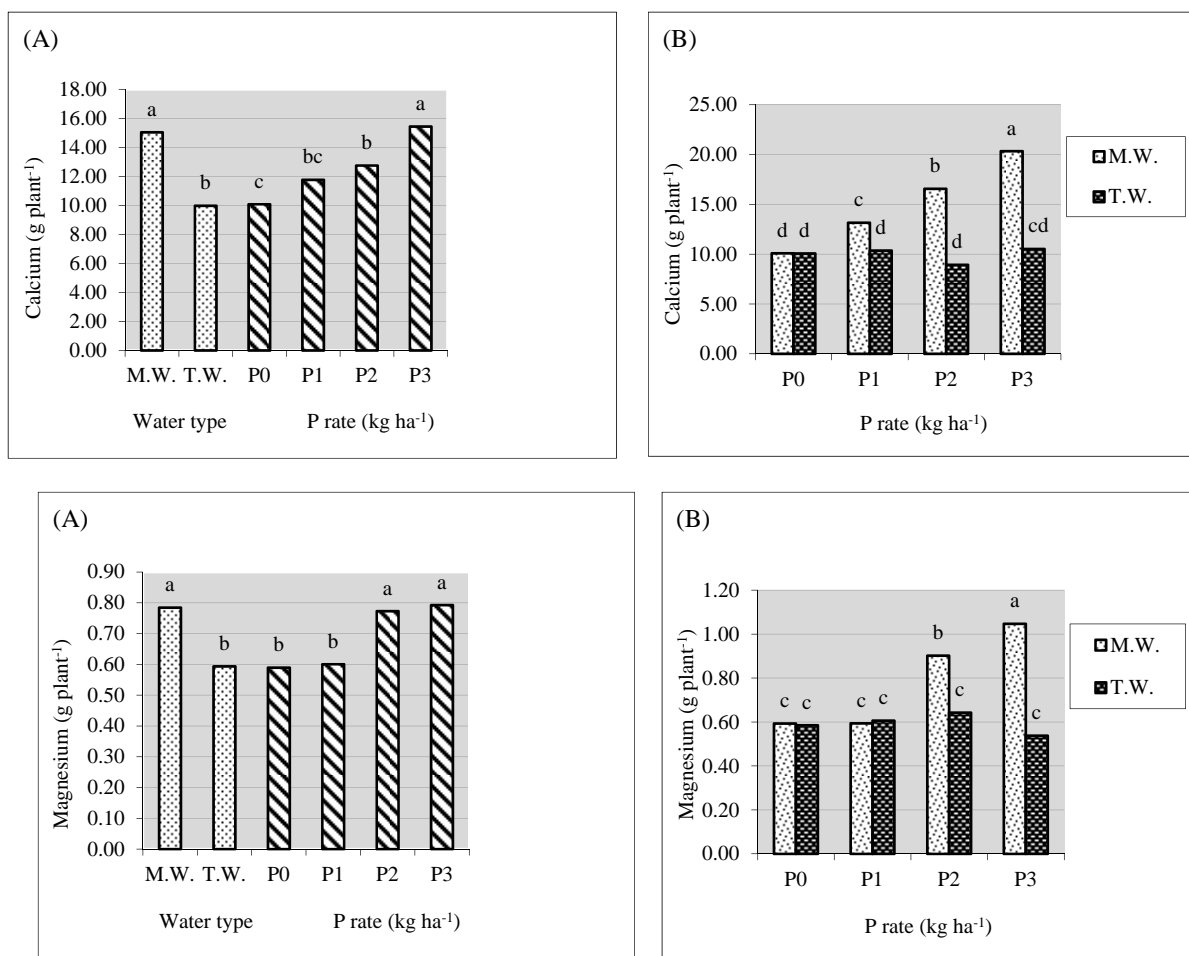 (A)
Calcium (g plant⁻¹)
18.00
16.00
14.00
12.00
10.00
8.00
6.00
4.00
2.00
0.00
a b c bc b a
M.W. T.W. P0 P1 P2 P3
Water type P rate (kg ha⁻¹)
(B)
Calcium (g plant⁻¹)
25.00
20.00
15.00
10.00
5.00
0.00
d d c d b d a cd
P0 P1 P2 P3
P rate (kg ha⁻¹)
M.W.
T.W.
(A)
Magnesium (g plant⁻¹)
0.90
0.80
0.70
0.60
0.50
0.40
0.30
0.20
0.10
0.00
a b b b a a
M.W. T.W. P0 P1 P2 P3
Water type P rate (kg ha⁻¹)
(B)
Magnesium (g plant⁻¹)
1.20
1.00
0.80
0.60
0.40
0.20
0.00
c c c c b c a c
P0 P1 P2 P3
P rate (kg ha⁻¹)
M.W.
T.W.